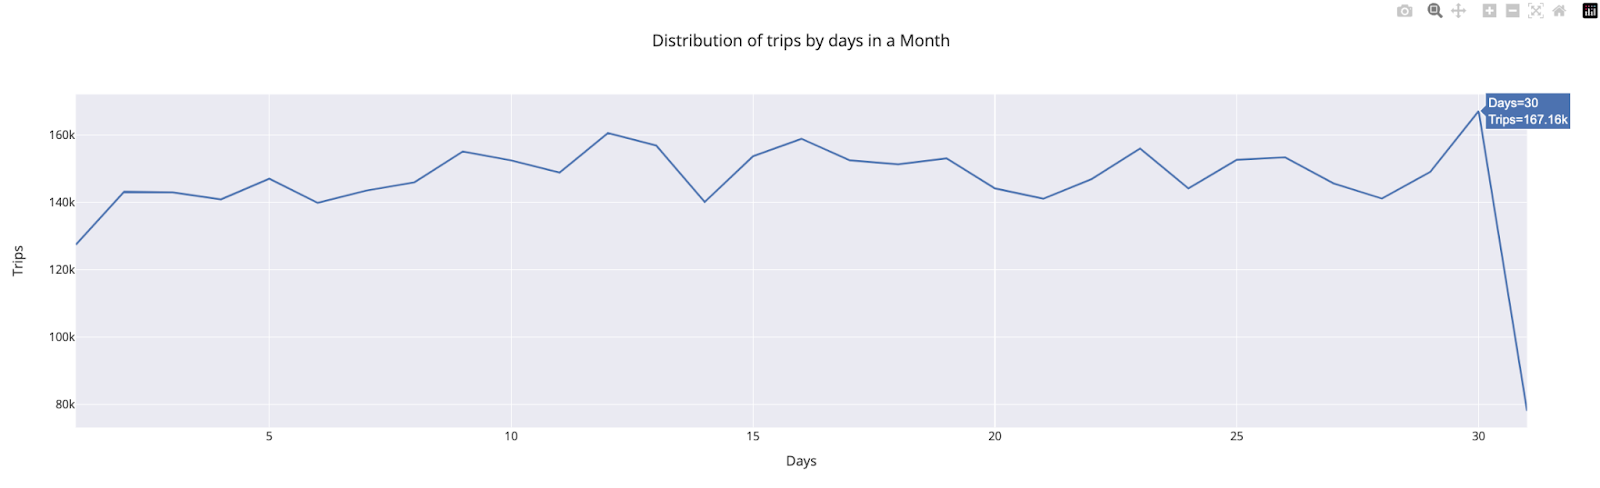 Distribution of trips by days in a Month
Days=30
Trips=167.16k
160k
140k
120k
100k
80k
Trips
5 10 15 20 25 30
Days